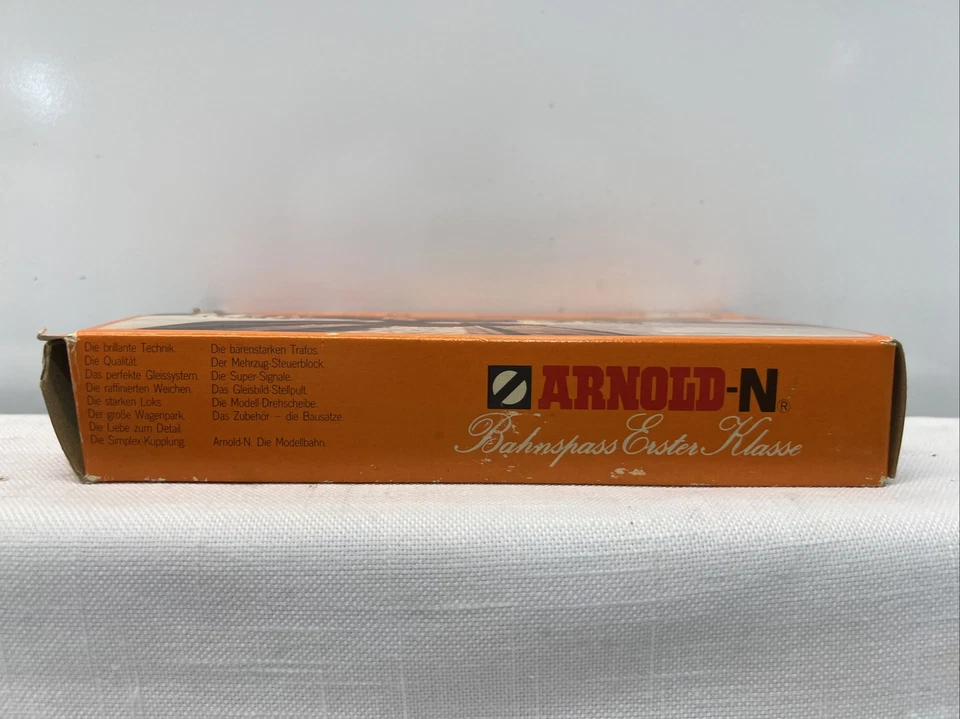 Die brillante Technik.
Die Qualität.
Das perfekte Gleissystem.
Die raffinierten Weichen.
Die starken Loks.
Der große Wagenpark.
Die Liebe zum Detail.
Die Simplex-Kupplung.
Die bärenstarken Trafos.
Der Mehrzug-Steuerblock.
Die Super-Signale.
Das Gleisbild-Stellpult.
Die Modell-Drehscheibe.
Das Zubehör – die Bausätze.
Arnold-N. Die Modellbahn.
ARNOLD-N®
Bahnspass Erster Klasse